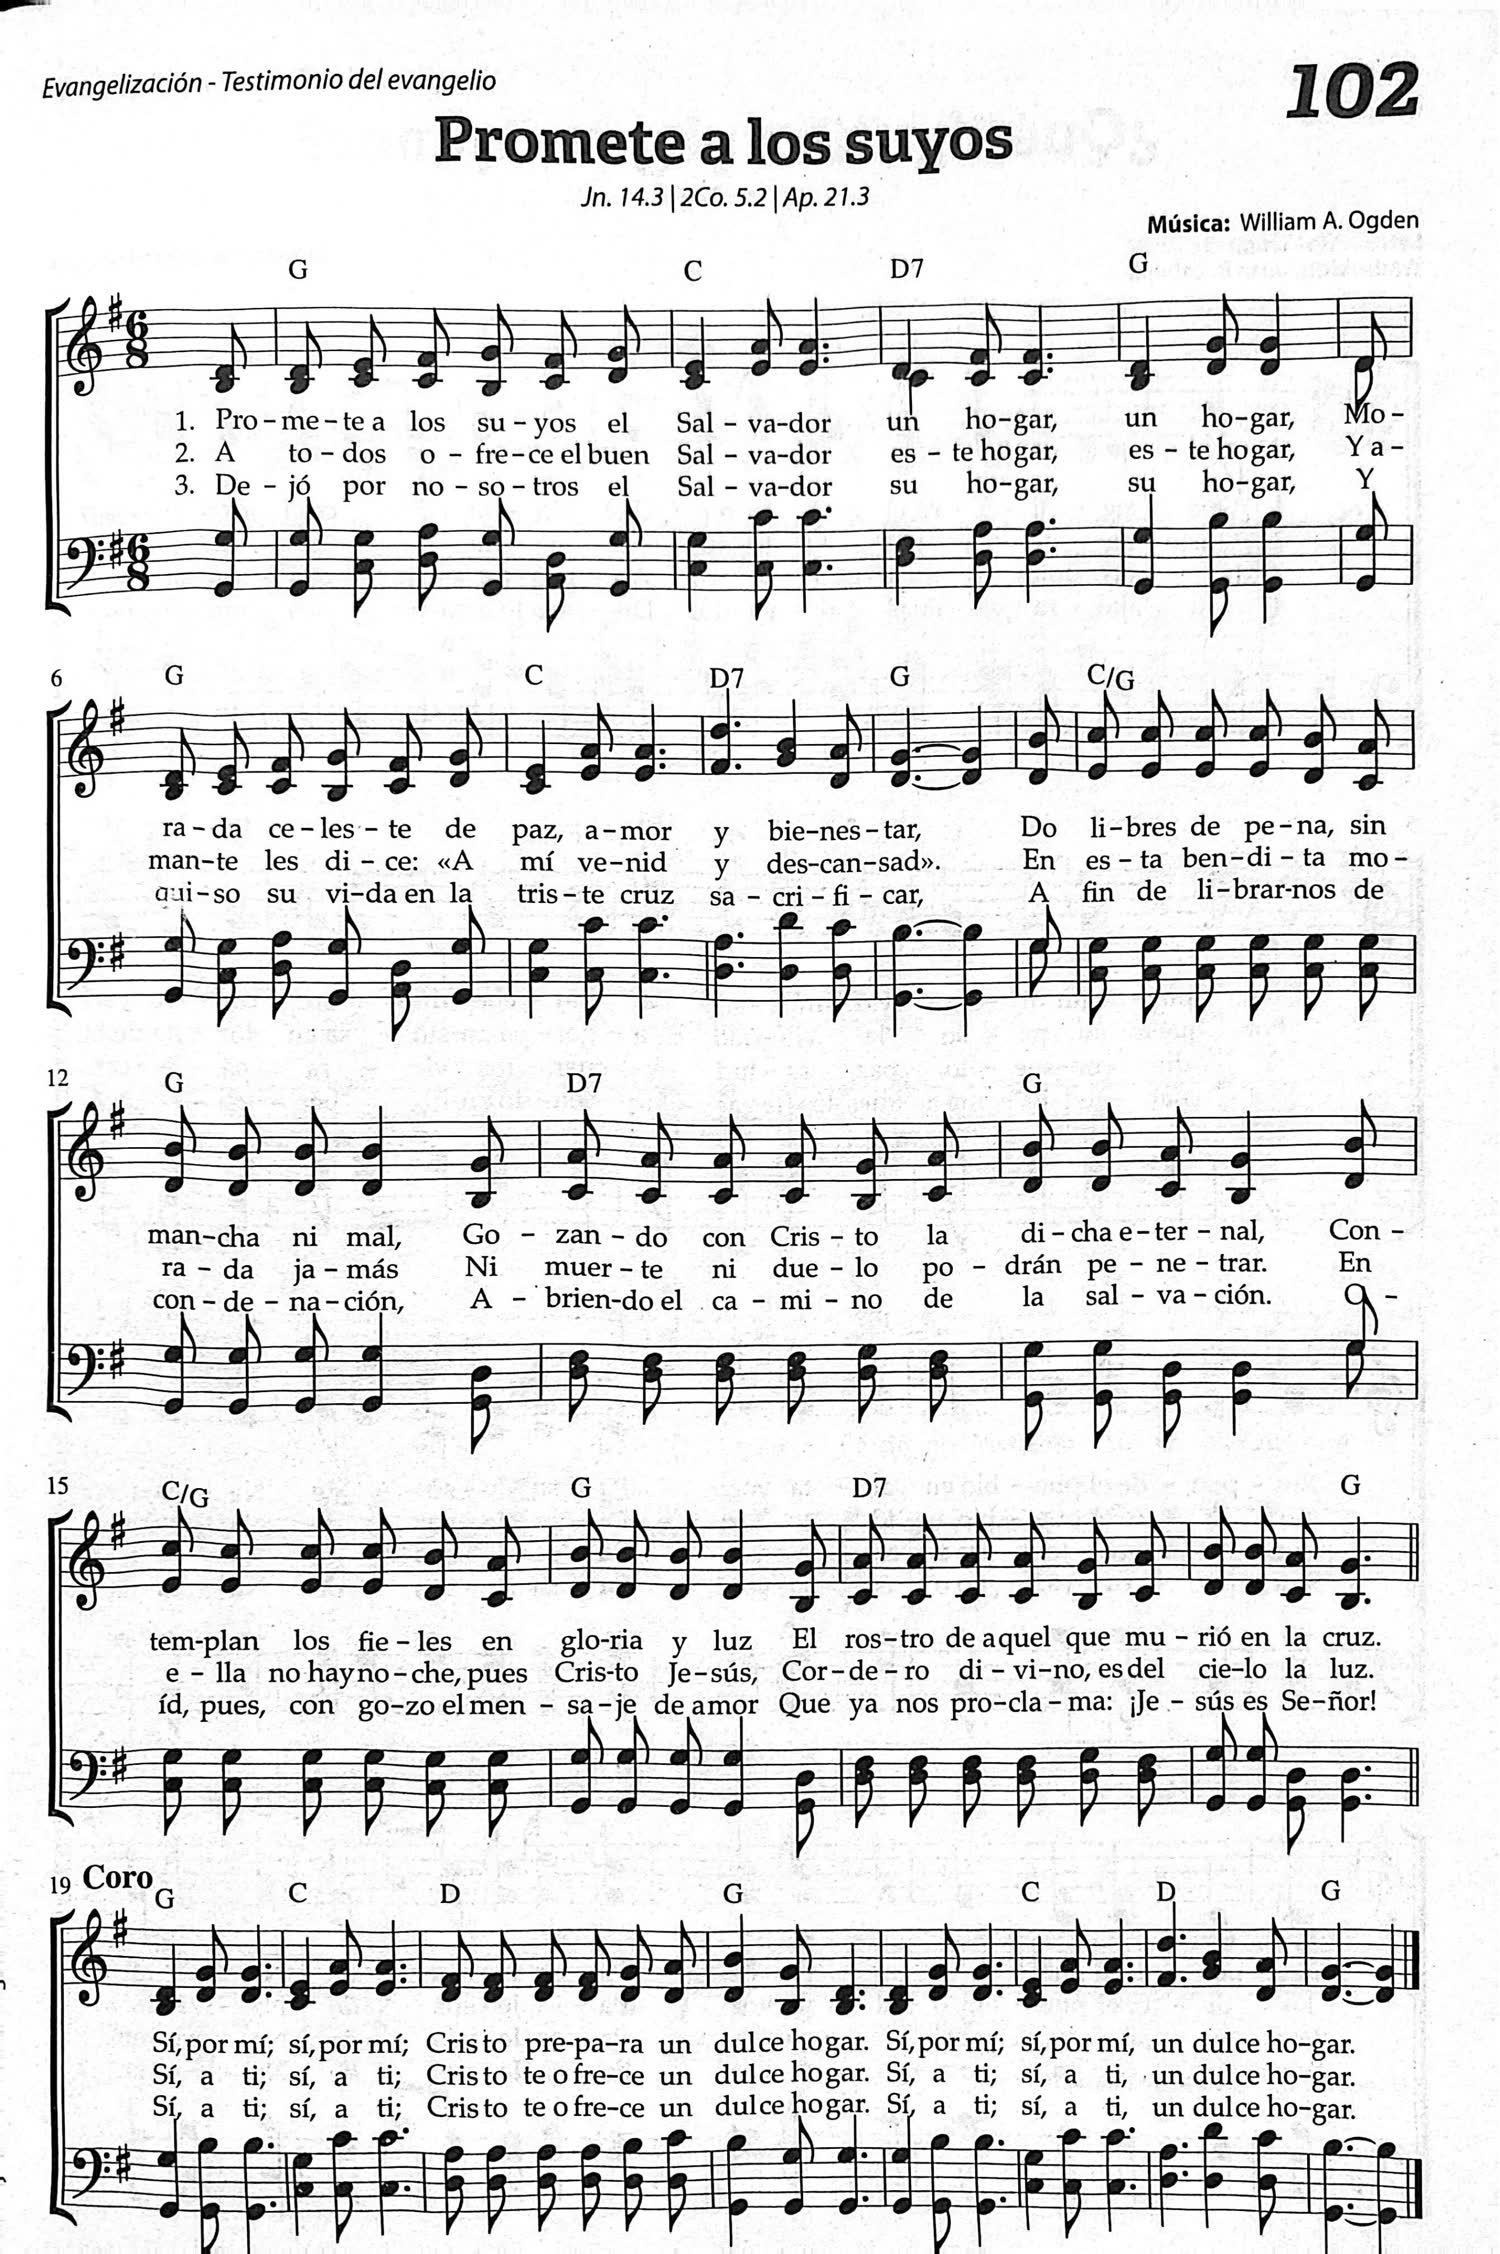 Evangelización - Testimonio del evangelio
102
Promete a los suyos
Jn. 14.3 | 2Co. 5.2 | Ap. 21.3
Música: William A. Ogden
G C D7 G
6
8
1. Pro-me-te a los su-yos el Sal-va-dor un ho-gar, un ho-gar, Mo-
2. A to-dos o-fre-ce el buen Sal-va-dor es-te hogar, es-te hogar, Y a-
3. De-jó por no-so-tros el Sal-va-dor su ho-gar, su ho-gar, Y
6
8
6 G C D7 G C/G
ra-da ce-les-te de paz, a-mor y bie-nes-tar, Do li-bres de pe-na, sin
man-te les di-ce: «A mí ve-nid y des-can-sad». En es-ta ben-di-ta mo-
qui-so su vi-da en la tris-te cruz sa-cri-fi-car, A fin de li-brar-nos de
12 G D7 G
man-cha ni mal, Go-zan-do con Cris-to la di-cha e-ter-nal, Con-
ra-da ja-más Ni muer-te ni due-lo po-drán pe-ne-trar. En
con-de-na-ción, A-brien-do el ca-mi-no de la sal-va-ción. O-
15 C/G G D7 G
tem-plan los fie-les en glo-ria y luz El ros-tro de aquel que mu-rió en la cruz.
e-lla no hay no-che, pues Cris-to Je-sús, Cor-de-ro di-vi-no, es del cie-lo la luz.
íd, pues, con go-zo el men-sa-je de amor Que ya nos pro-cla-ma: ¡Je-sús es Se-ñor!
19 Coro
G C D G C D G
Sí, por mí; sí, por mí; Cris to pre-pa-ra un dulce hogar. Sí, por mí; sí, por mí, un dulce ho-gar.
Sí, a ti; sí, a ti; Cris to te o fre-ce un dulce hogar. Sí, a ti; sí, a ti, un dulce ho-gar.
Sí, a ti; sí, a ti; Cris to te o fre-ce un dulce hogar. Sí, a ti; sí, a ti, un dulce ho-gar.